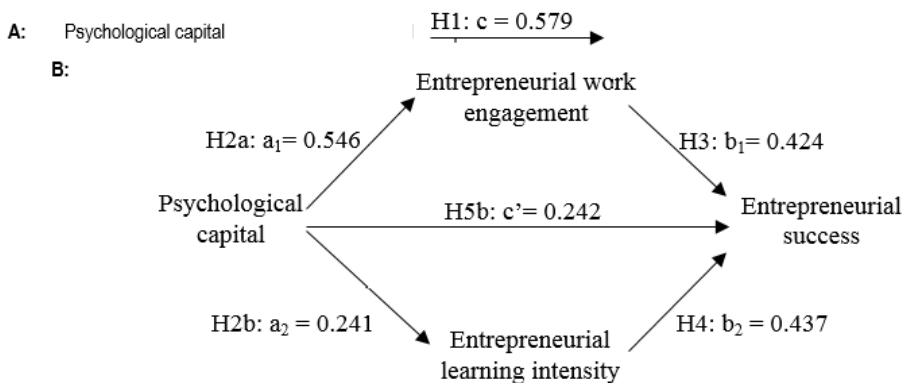 H1: c = 0.579
A: Psychological capital
B:
Entrepreneurial work
engagement
H2a: a₁= 0.546
H3: b₁= 0.424
Psychological
capital
H5b: c’= 0.242
Entrepreneurial
success
H2b: a₂ = 0.241
H4: b₂ = 0.437
Entrepreneurial
learning intensity